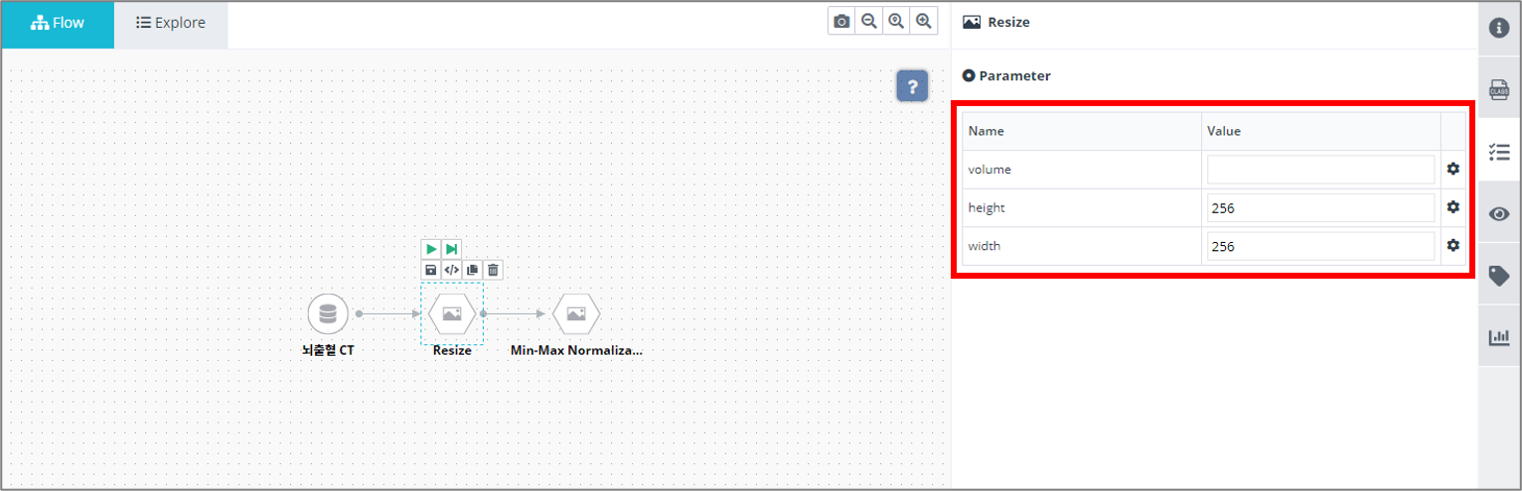 Flow
Explore
Resize
Parameter
?
Name Value
volume
height 256
width 256
CLASS
뇌출혈 CT
Resize
Min-Max Normaliza...